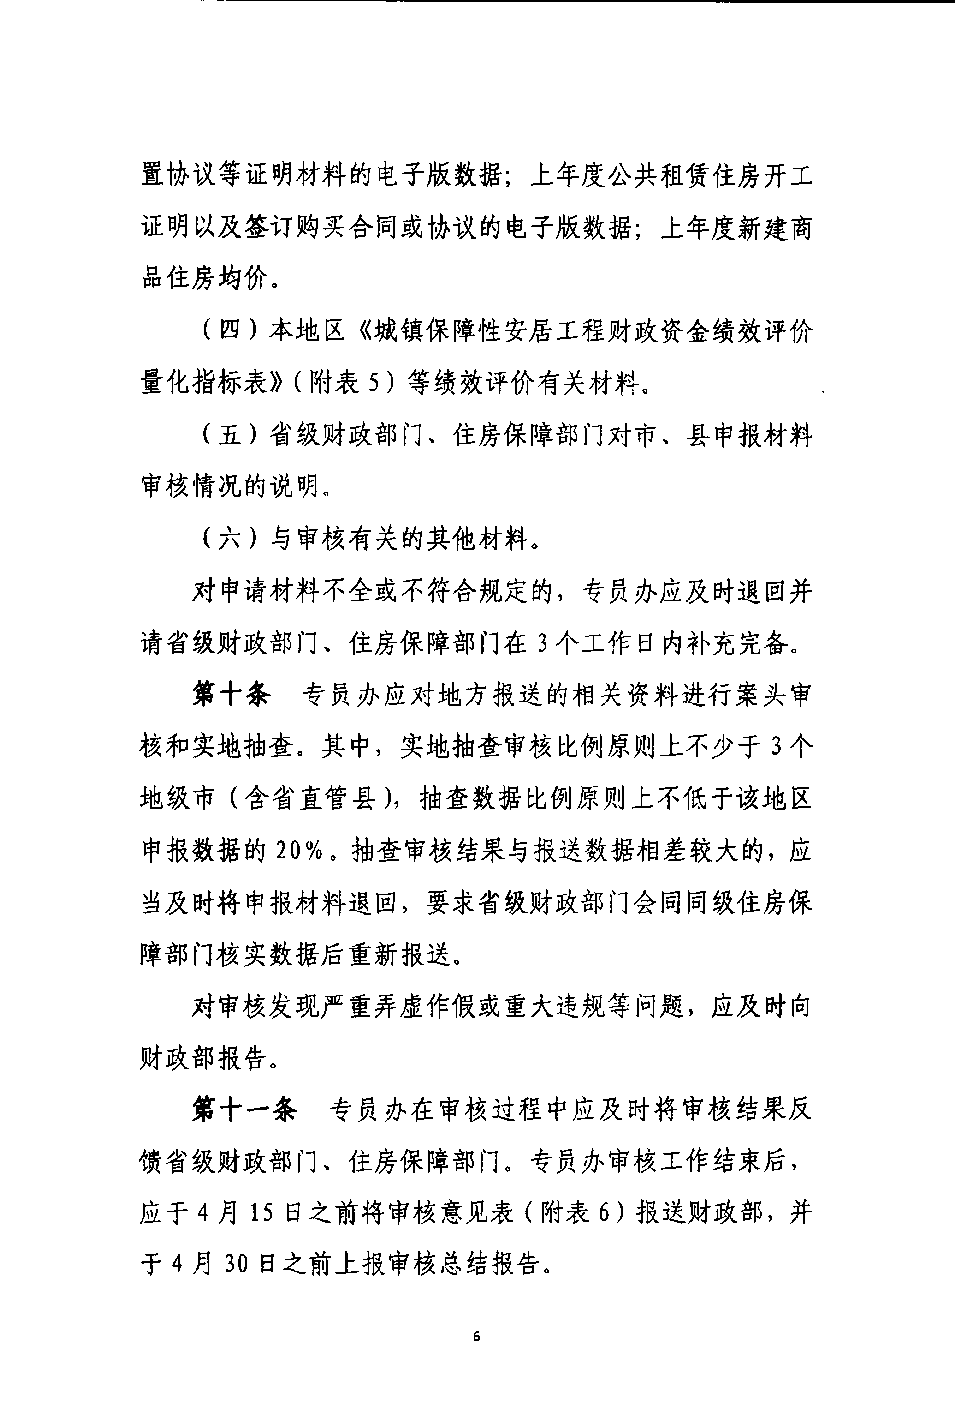 置协议等证明材料的电子版数据；上年度公共租赁住房开工
证明以及签订购买合同或协议的电子版数据；上年度新建商
品住房均价。
（四）本地区《城镇保障性安居工程财政资金绩效评价
量化指标表》（附表 5）等绩效评价有关材料。
（五）省级财政部门、住房保障部门对市、县申报材料
审核情况的说明。
（六）与审核有关的其他材料。
对申请材料不全或不符合规定的，专员办应及时退回并
请省级财政部门、住房保障部门在 3 个工作日内补充完备。
第十条　专员办应对地方报送的相关资料进行案头审
核和实地抽查。其中，实地抽查审核比例原则上不少于 3 个
地级市（含省直管县），抽查数据比例原则上不低于该地区
申报数据的 20%。抽查审核结果与报送数据相差较大的，应
当及时将申报材料退回，要求省级财政部门会同同级住房保
障部门核实数据后重新报送。
对审核发现严重弄虚作假或重大违规等问题，应及时向
财政部报告。
第十一条　专员办在审核过程中应及时将审核结果反
馈省级财政部门、住房保障部门。专员办审核工作结束后，
应于 4 月 15 日之前将审核意见表（附表 6）报送财政部，并
于 4 月 30 日之前上报审核总结报告。
6